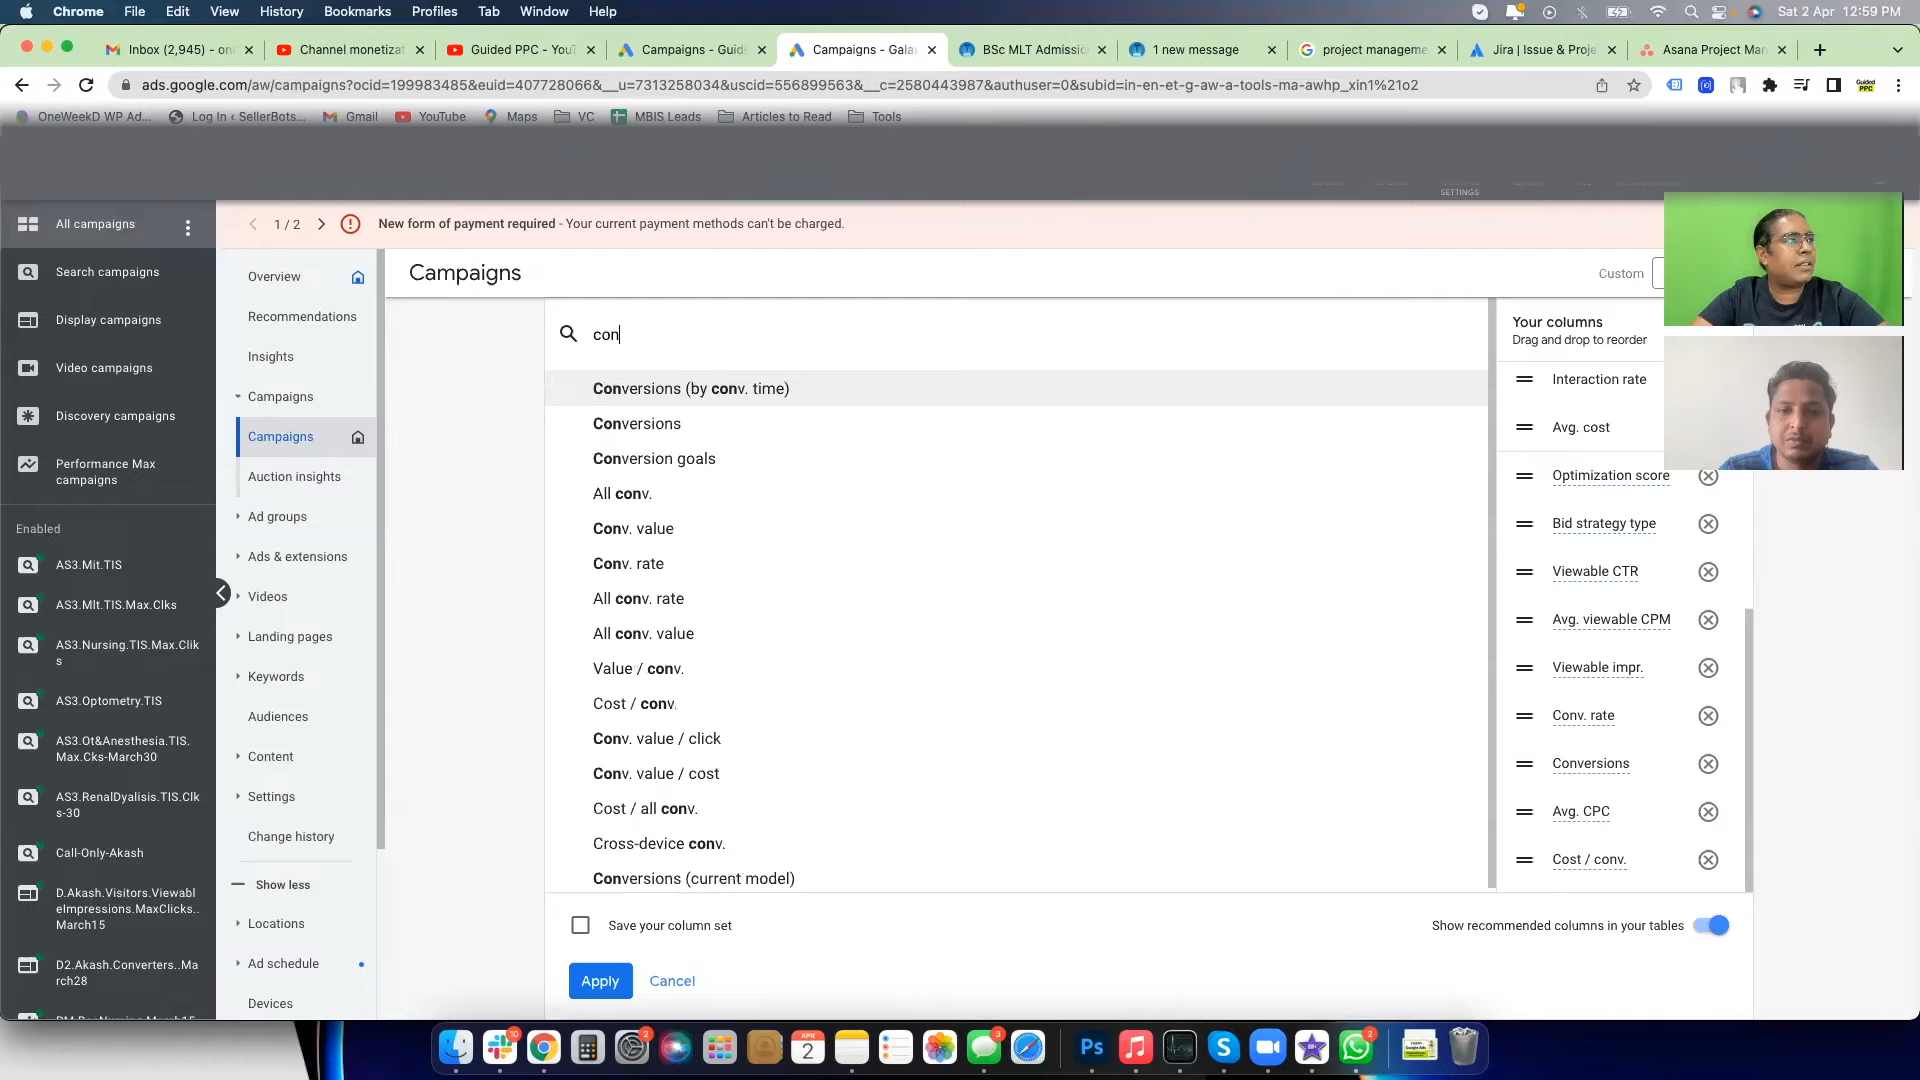 Chrome File Edit View History Bookmarks Profiles Tab Window Help Sat 2 Apr 12:59 PM
Inbox (2,945) - on Channel monetizat Guided PPC - YouT Campaigns - Guid Campaigns - Gala BSc MLT Admissio 1 new message project manageme Jira | Issue & Proje Asana Project Man
ads.google.com/aw/campaigns?ocid=199983485&euid=407728066&__u=7313258034&uscid=556899563&__c=2580443987&authuser=0&subid=in-en-et-g-aw-a-tools-ma-awhp_xin1%21o2
OneWeekD WP Ad... Log In ‹ SellerBots... Gmail YouTube Maps VC MBIS Leads Articles to Read Tools
SETTINGS
All campaigns
Search campaigns
Display campaigns
Video campaigns
Discovery campaigns
Performance Max
campaigns
Enabled
AS3.Mit.TIS
AS3.Mlt.TIS.Max.Clks
AS3.Nursing.TIS.Max.Clk
s
AS3.Optometry.TIS
AS3.Ot&Anesthesia.TIS.
Max.Cks-March30
AS3.RenalDyalisis.TIS.Clk
s-30
Call-Only-Akash
D.Akash.Visitors.Viewabl
eImpressions.MaxClicks..
March15
D2.Akash.Converters..Ma
rch28
1 / 2 New form of payment required - Your current payment methods can't be charged.
Overview
Recommendations
Insights
Campaigns
Campaigns
Auction insights
Ad groups
Ads & extensions
Videos
Landing pages
Keywords
Audiences
Content
Settings
Change history
Show less
Locations
Ad schedule
Devices
Campaigns
Custom
con
Conversions (by conv. time)
Conversions
Conversion goals
All conv.
Conv. value
Conv. rate
All conv. rate
All conv. value
Value / conv.
Cost / conv.
Conv. value / click
Conv. value / cost
Cost / all conv.
Cross-device conv.
Conversions (current model)
Your columns
Drag and drop to reorder
Interaction rate
Avg. cost
Optimization score
Bid strategy type
Viewable CTR
Avg. viewable CPM
Viewable impr.
Conv. rate
Conversions
Avg. CPC
Cost / conv.
Save your column set
Show recommended columns in your tables
Apply Cancel
10 2 APR 2 3 Ps 2